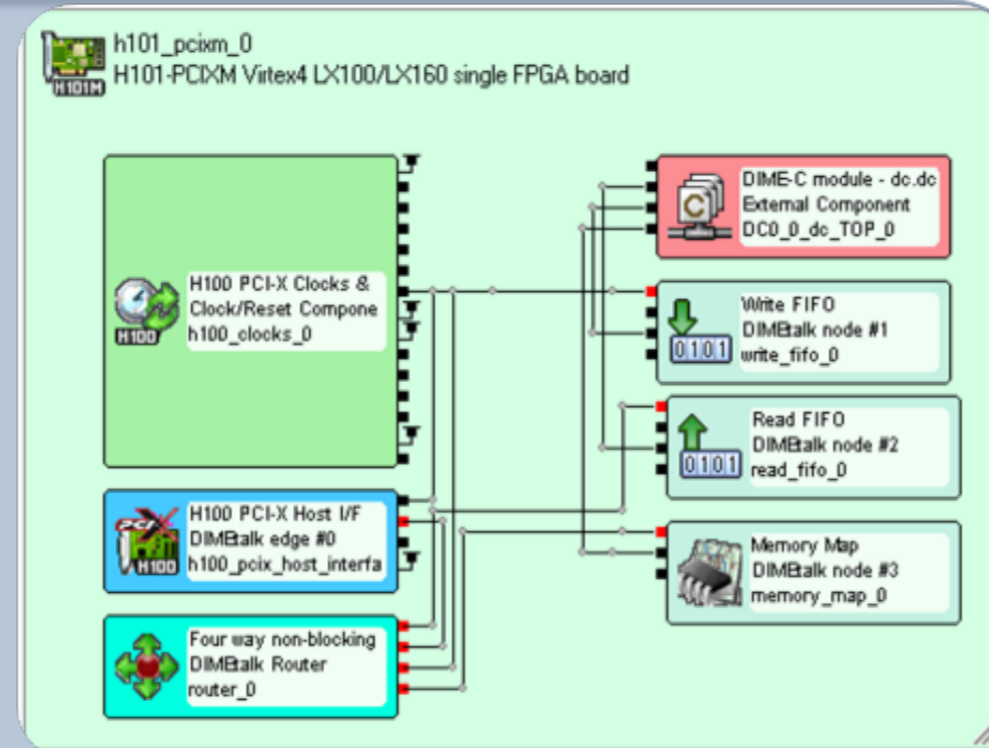 h101_pcixm_0
H101-PCIXM Virtex4 LX100/LX160 single FPGA board
H101M
H100 PCI-X Clocks &
Clock/Reset Compone
h100_clocks_0
H100
H100 PCI-X Host I/F
DIMEtalk edge #0
h100_pcix_host_interfa
PCIX
H100
Four way non-blocking
DIMEtalk Router
router_0
DIME-C module - dc.dc
External Component
DC0_0_dc_TOP_0
C
Write FIFO
DIMEtalk node #1
write_fifo_0
0101
Read FIFO
DIMEtalk node #2
read_fifo_0
0101
Memory Map
DIMEtalk node #3
memory_map_0